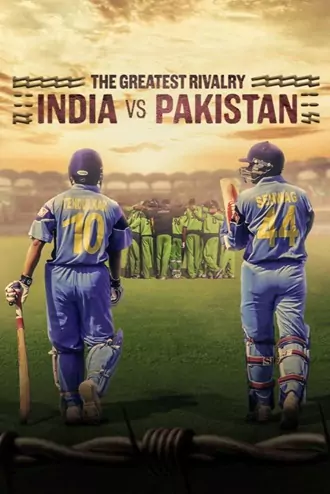 THE GREATEST RIVALRY
INDIA VS PAKISTAN
TENDULKAR
10
SEHWAG
44